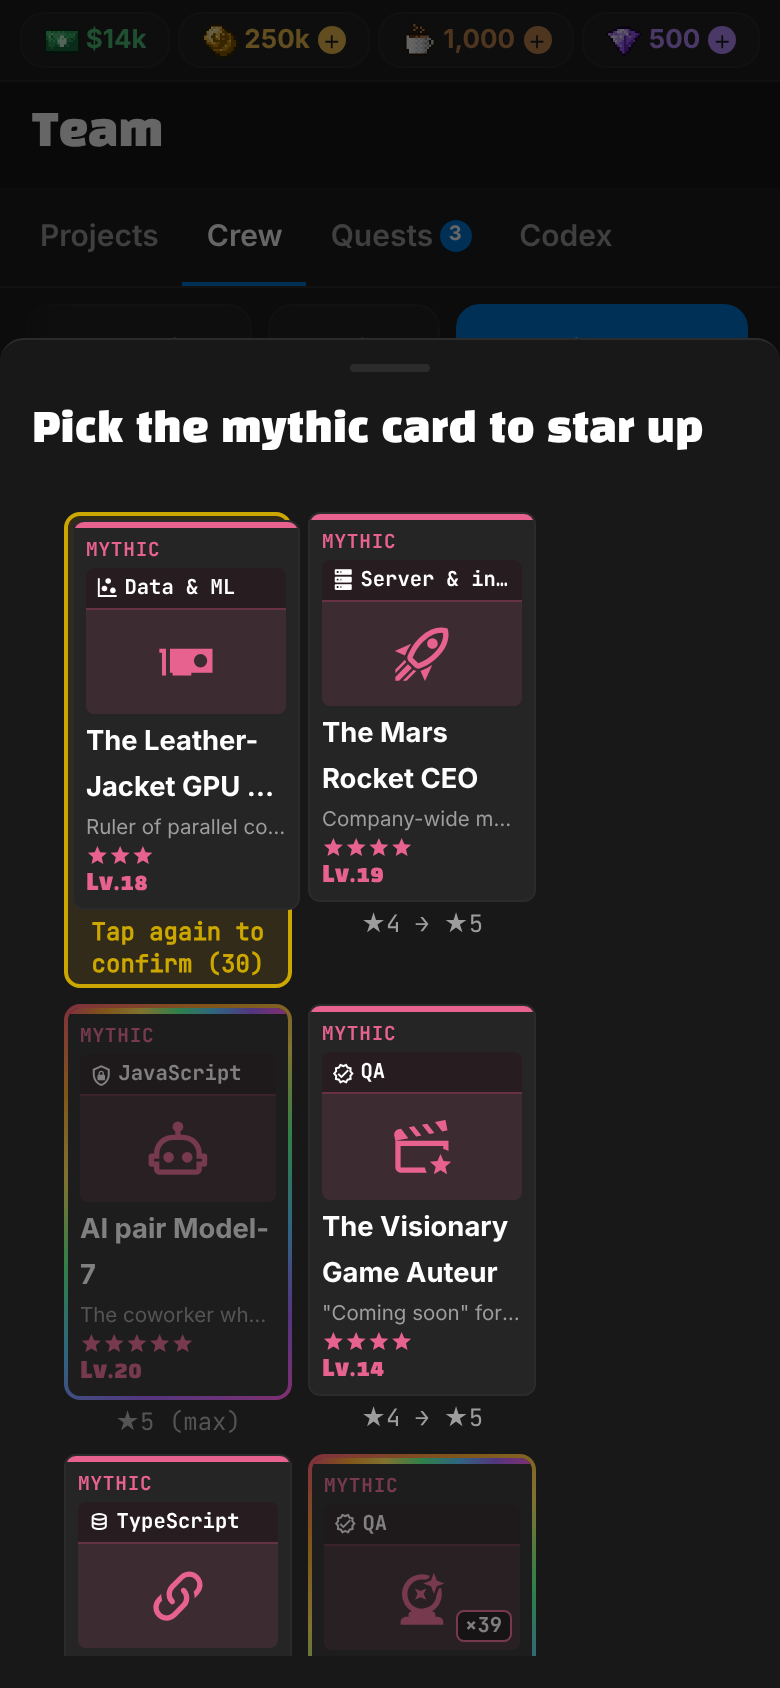 $14k 250k + 1,000 + 500 +
Team
Projects Crew Quests 3 Codex
Pick the mythic card to star up
MYTHIC
Data & ML
The Leather-
Jacket GPU ...
Ruler of parallel co...
★★★
Lv.18
Tap again to
confirm (30)
MYTHIC
Server & in...
The Mars
Rocket CEO
Company-wide m...
★★★★
Lv.19
★4 → ★5
MYTHIC
JavaScript
AI pair Model-
7
The coworker wh...
★★★★★
Lv.20
★5 (max)
MYTHIC
QA
The Visionary
Game Auteur
"Coming soon" for...
★★★★
Lv.14
★4 → ★5
MYTHIC
TypeScript
MYTHIC
QA
×39